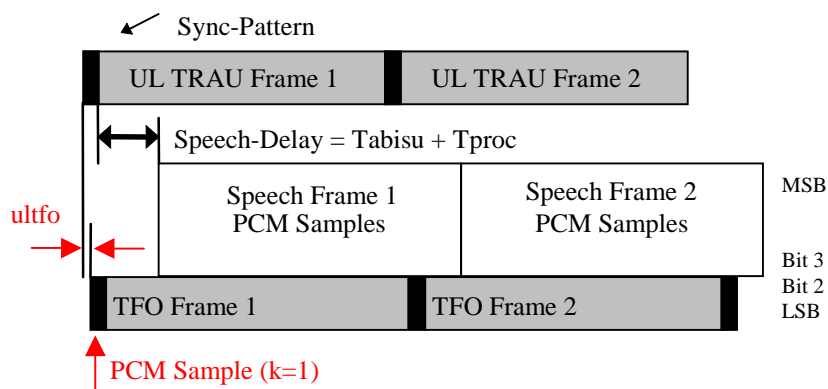 Sync-Pattern
UL TRAU Frame 1
UL TRAU Frame 2
Speech-Delay = Tabisu + Tproc
Speech Frame 1
PCM Samples
Speech Frame 2
PCM Samples
MSB
ultfo
Bit 3
Bit 2
LSB
TFO Frame 1
TFO Frame 2
PCM Sample (k=1)